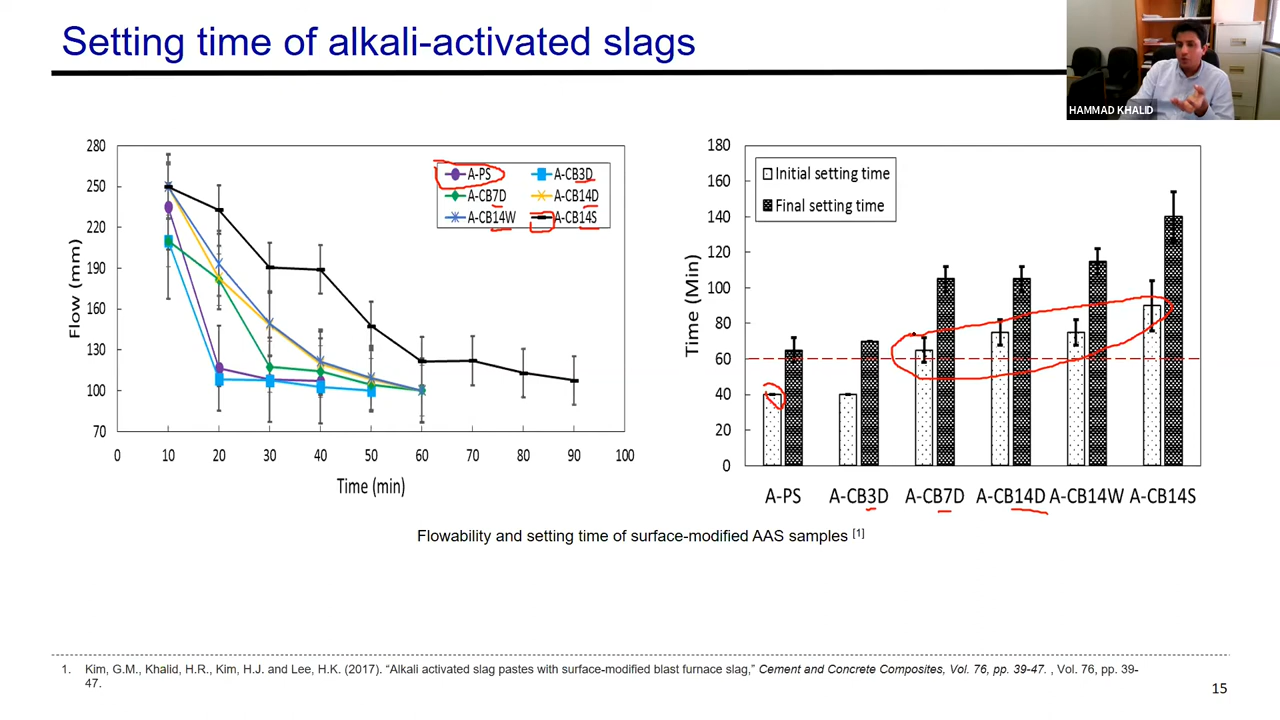 Setting time of alkali-activated slags
HAMMAD KHALID
280
250
220
190
160
130
100
70
Flow (mm)
0 10 20 30 40 50 60 70 80 90 100
Time (min)
A-PS A-CB3D
A-CB7D A-CB14D
A-CB14W A-CB14S
180
160
140
120
100
80
60
40
20
0
Time (Min)
Initial setting time
Final setting time
A-PS A-CB3D A-CB7D A-CB14D A-CB14W A-CB14S
Flowability and setting time of surface-modified AAS samples [1]
1. Kim, G.M., Khalid, H.R., Kim, H.J. and Lee, H.K. (2017). “Alkali activated slag pastes with surface-modified blast furnace slag,” Cement and Concrete Composites, Vol. 76, pp. 39-47. , Vol. 76, pp. 39-
47.
15